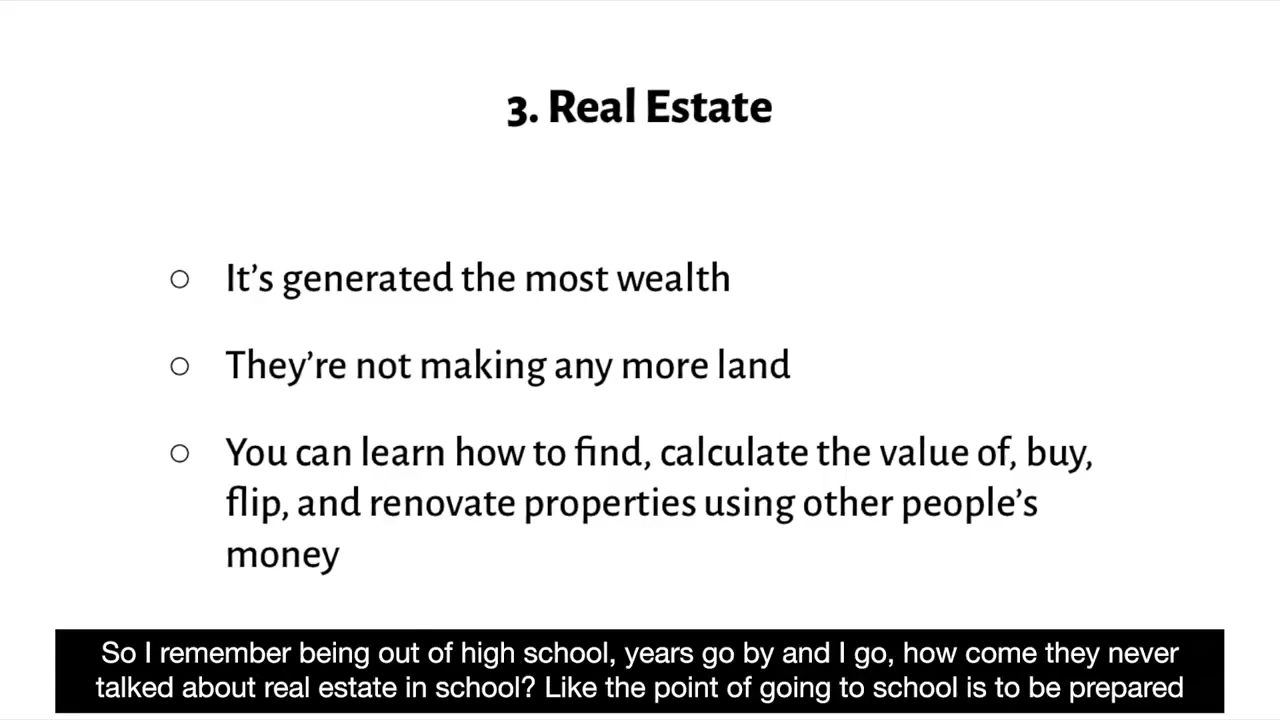 3. Real Estate
○ It's generated the most wealth
○ They're not making any more land
○ You can learn how to find, calculate the value of, buy,
flip, and renovate properties using other people's
money
So I remember being out of high school, years go by and I go, how come they never
talked about real estate in school? Like the point of going to school is to be prepared